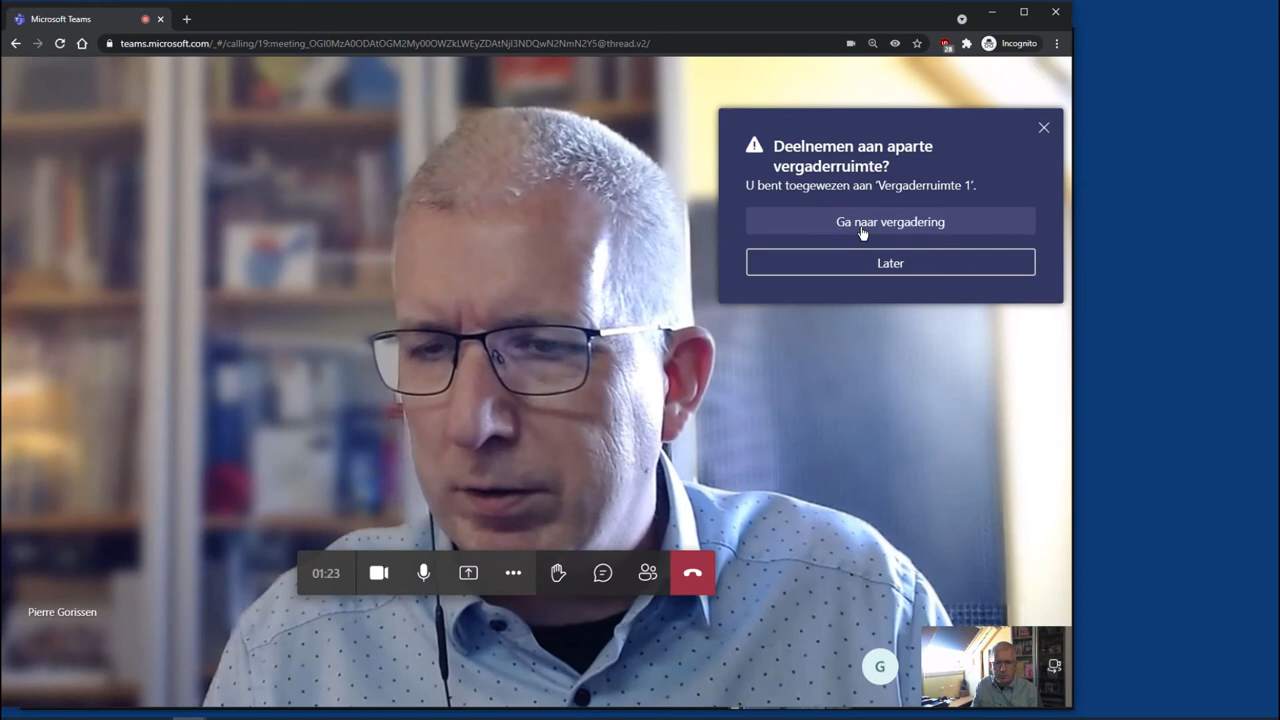 Microsoft Teams
teams.microsoft.com/_#/calling/19:meeting_OGI0MzA0ODAtOGM2My00OWZkLWEyZDAtNjI3NDQwN2NmN2Y5@thread.v2/
28
Incognito
Deelnemen aan aparte
vergaderruimte?
U bent toegewezen aan ‘Vergaderruimte 1’.
Ga naar vergadering
Later
01:23
Pierre Gorissen
G